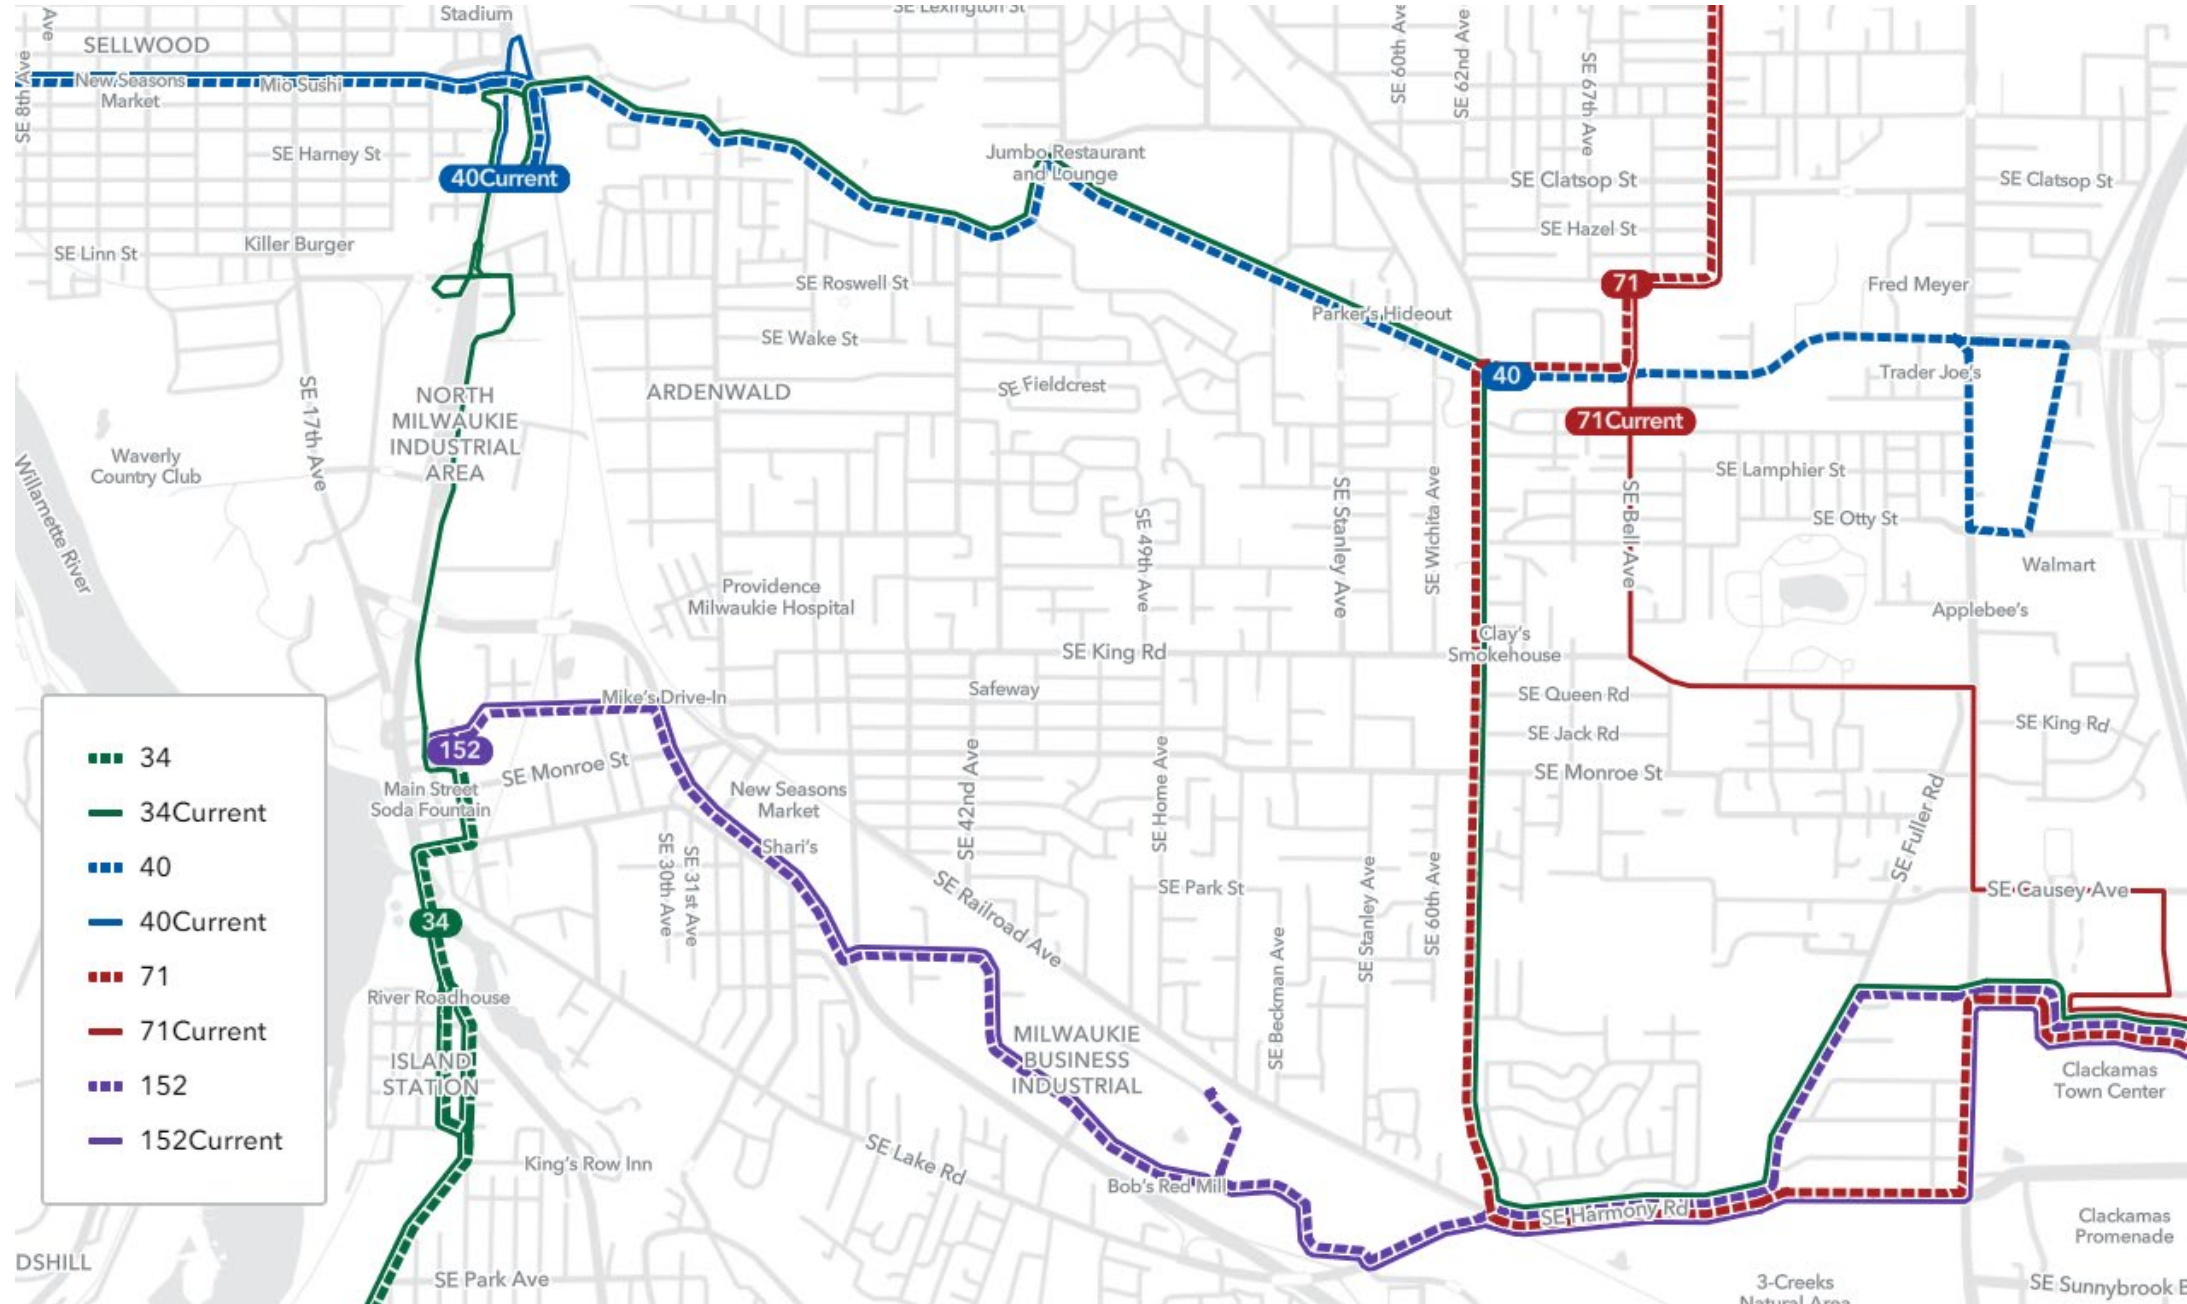 Stadium
SE Lexington St
SELLWOOD
Ave
SE 8th Ave
New Seasons
Market
Mio Sushi
SE 60th Ave
SE 62nd Ave
SE 67th Ave
SE Harney St
40Current
Jumbo Restaurant
and Lounge
SE Clatsop St
SE Clatsop St
SE Hazel St
SE Linn St
Killer Burger
SE Roswell St
71
Fred Meyer
Parker's Hideout
SE Wake St
SE 17th Ave
NORTH
MILWAUKIE
INDUSTRIAL
AREA
ARDENWALD
SE Fieldcrest
40
Trader Joe's
71Current
Waverly
Country Club
Willamette River
SE Lamphier St
SE Bell Ave
SE Otty St
SE 49th Ave
SE Stanley Ave
SE Wichita Ave
Walmart
Providence
Milwaukie Hospital
Applebee's
SE King Rd
Clay's
Smokehouse
Safeway
Mike's Drive-In
SE Queen Rd
SE King Rd
SE Jack Rd
152
SE Monroe St
SE Monroe St
Main Street
Soda Fountain
New Seasons
Market
Shari's
SE 42nd Ave
SE Home Ave
SE 30th Ave
SE 31st Ave
SE Railroad Ave
SE Park St
SE Stanley Ave
SE 60th Ave
SE Fuller Rd
SE Causey Ave
34
River Roadhouse
ISLAND
STATION
MILWAUKIE
BUSINESS
INDUSTRIAL
SE Beckman Ave
Clackamas
Town Center
King's Row Inn
SE Lake Rd
Bob's Red Mill
SE Harmony Rd
Clackamas
Promenade
DSHILL
SE Park Ave
3-Creeks
Natural Area
SE Sunnybrook B
34
34Current
40
40Current
71
71Current
152
152Current